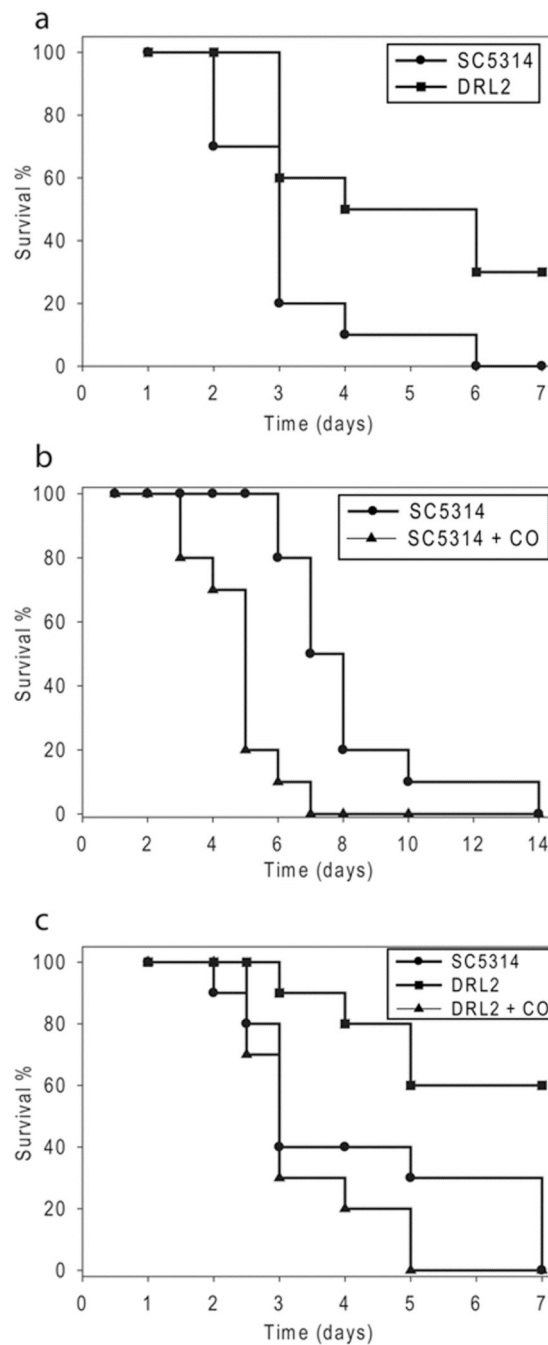 a
100
80
60
40
20
0
Survival %
SC5314
DRL2
0 1 2 3 4 5 6 7
Time (days)
b
100
80
60
40
20
0
Survival %
SC5314
SC5314 + CO
2 4 6 8 10 12 14
Time (days)
c
100
80
60
40
20
0
Survival %
SC5314
DRL2
DRL2 + CO
0 1 2 3 4 5 6 7
Time (days)